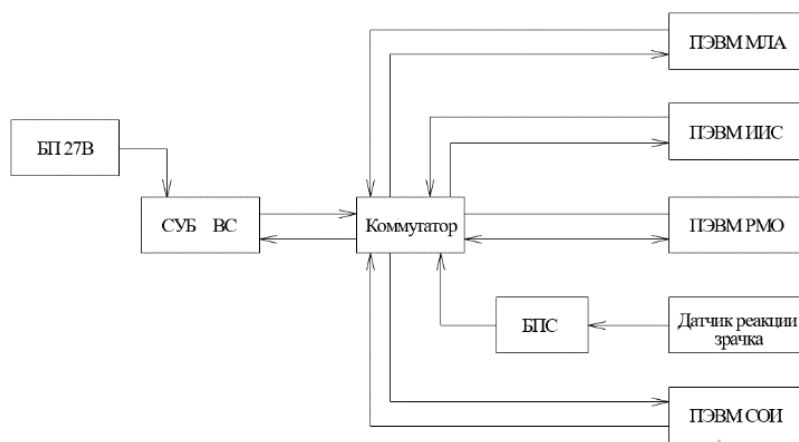 ПЭВМ МЛА
БП 27В
ПЭВМ ИИС
СУБ ВС
Коммутатор
ПЭВМ РМО
БПС
Датчик реакции
зрачка
ПЭВМ СОИ